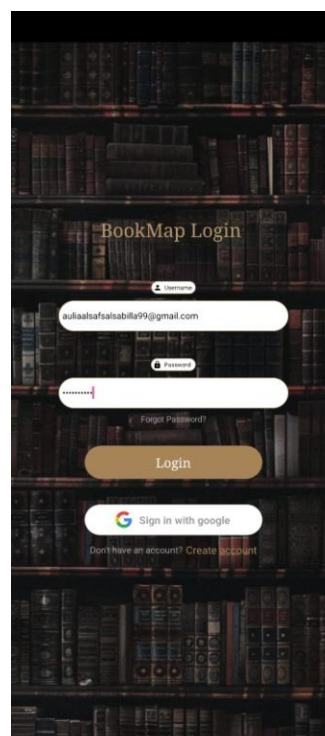 BookMap Login
Username
auliaalsafsalsabilla99@gmail.com
Password
Forgot Password?
Login
Sign in with google
Don't have an account? Create account